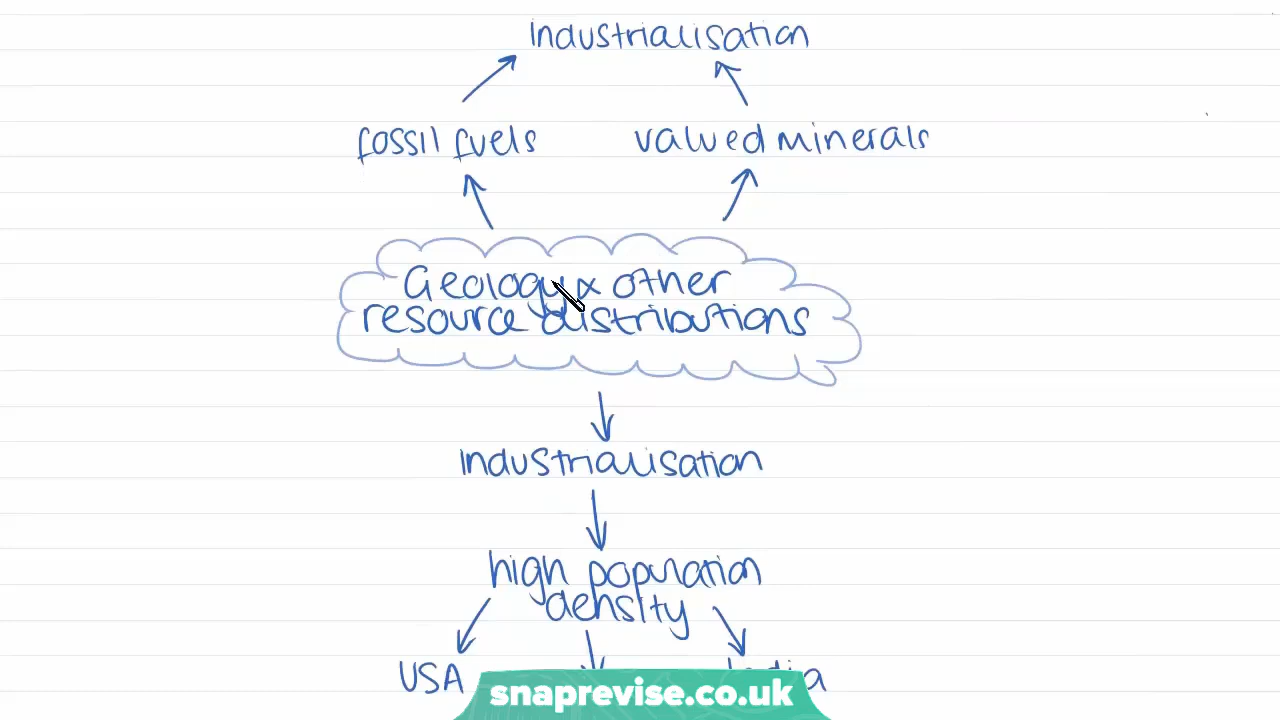 Industrialisation
fossil fuels valued minerals
Geology & other
resource distributions
Industrialisation
high population
density
USA
snaprevise.co.uk